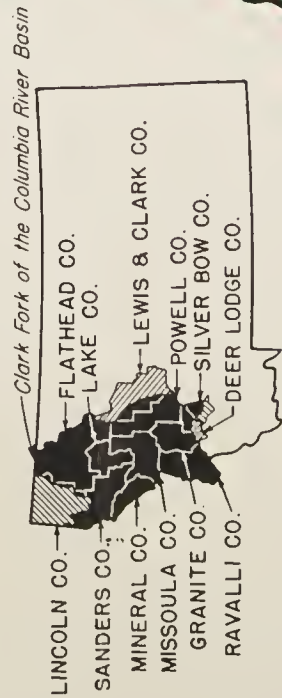 Clark Fork of the Columbia River Basin
LINCOLN CO.
FLATHEAD CO.
LAKE CO.
SANDERS CO.
LEWIS & CLARK CO.
MINERAL CO.
MISSOULA CO.
POWELL CO.
GRANITE CO.
SILVER BOW CO.
RAVALLI CO.
DEER LODGE CO.